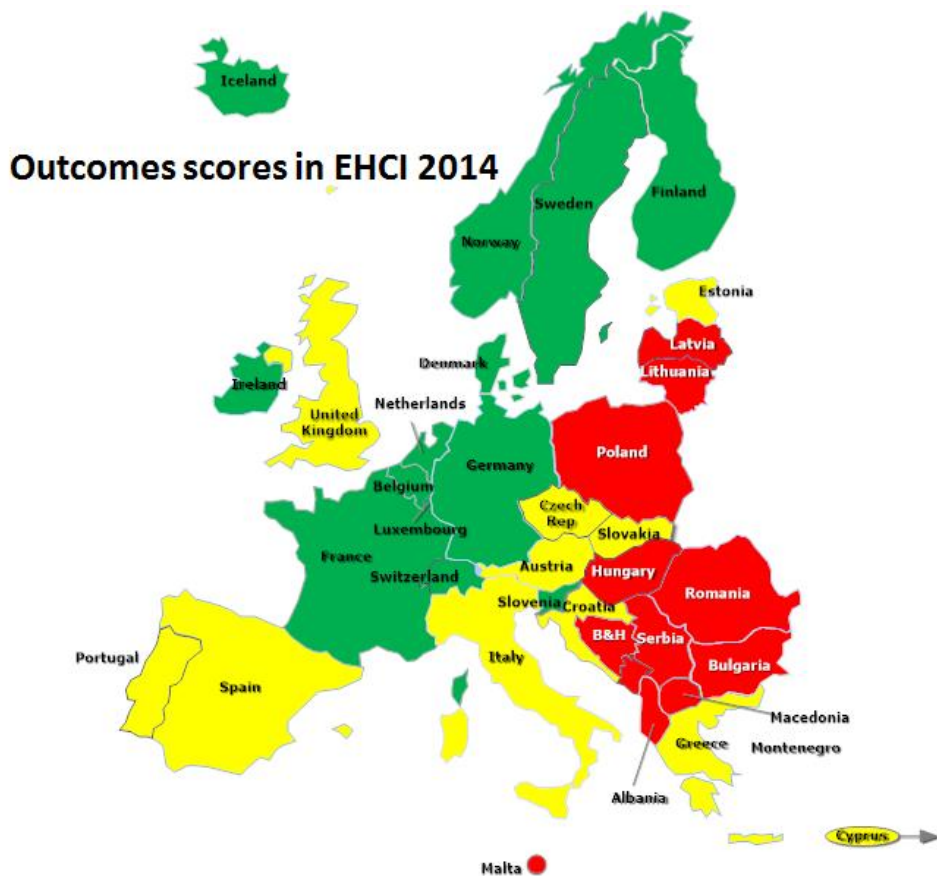 Iceland
Outcomes scores in EHCI 2014
Finland
Sweden
Norway
Estonia
Latvia
Denmark
Lithuania
Ireland
Netherlands
United
Kingdom
Poland
Germany
Belgium
Czech
Rep
Luxembourg
Slovakia
France
Austria
Hungary
Switzerland
Romania
Slovenia
Croatia
B&H
Serbia
Portugal
Italy
Bulgaria
Spain
Macedonia
Greece
Montenegro
Albania
Cyprus
Malta